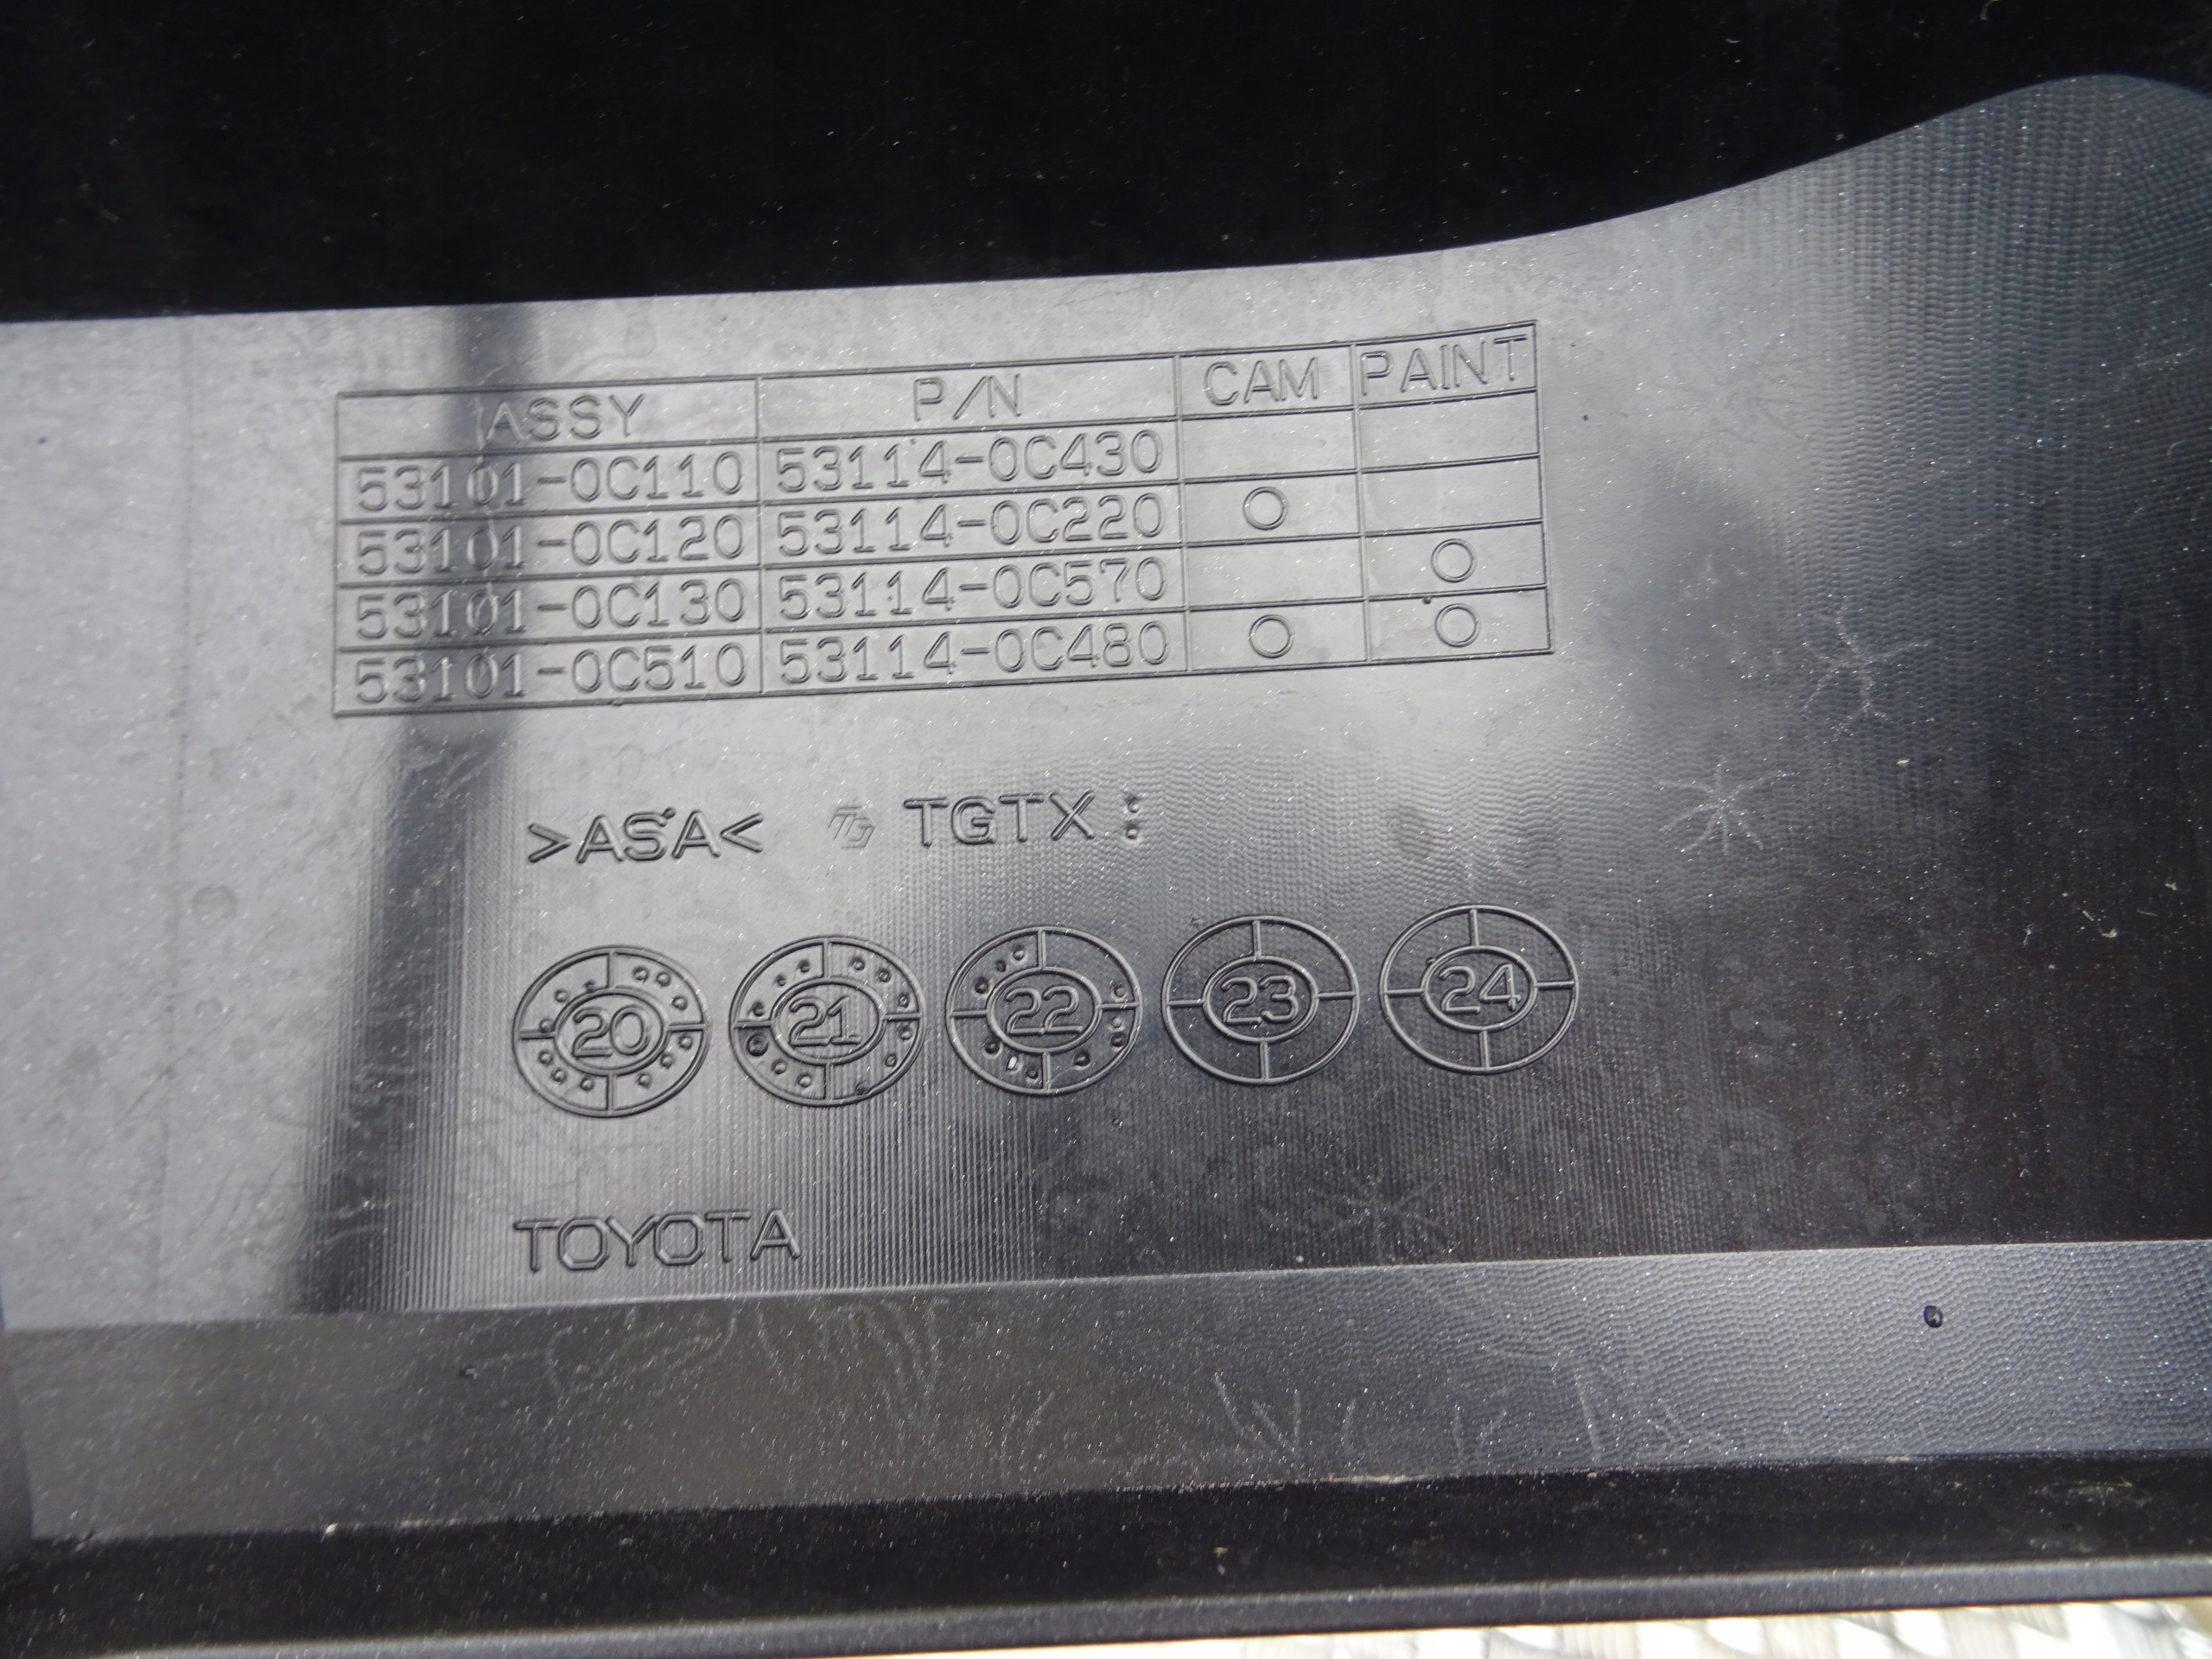 ASSY P/N CAM PAINT
53101-0C110 53114-0C430
53101-0C120 53114-0C220 O
53101-0C130 53114-0C570 O
53101-0C510 53114-0C480 O O
>ASA< TG TGTX :
20 21 22 23 24
TOYOTA